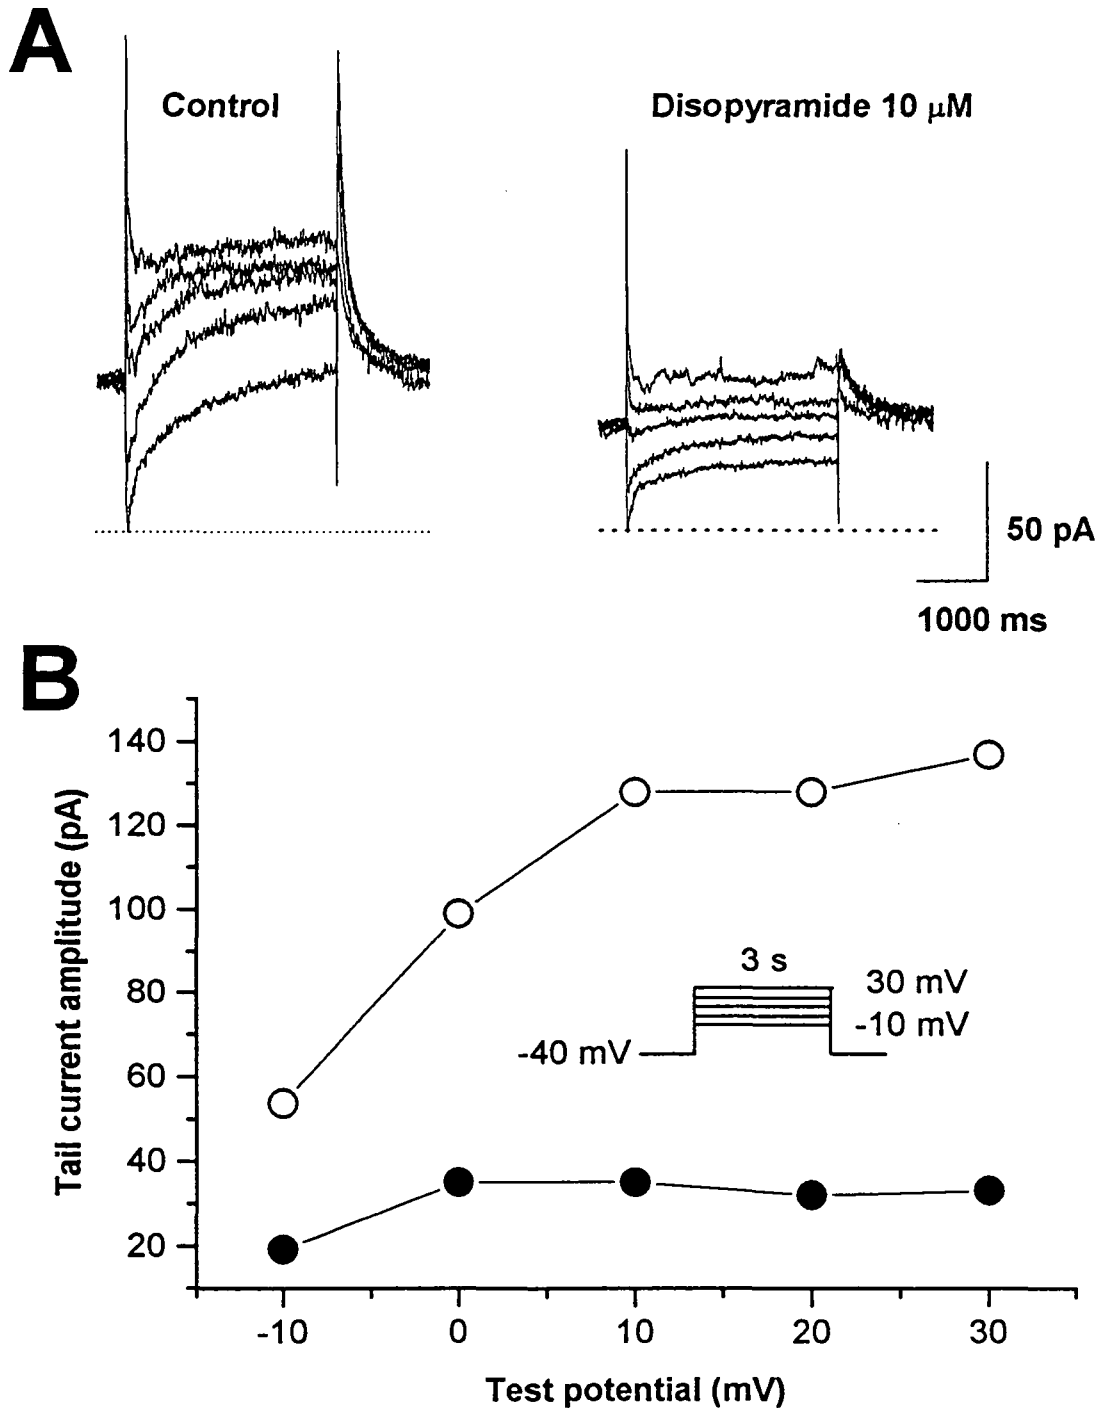 A
Control
Disopyramide 10 μM
50 pA
1000 ms
B
Tail current amplitude (pA)
140
120
100
80
60
40
20
3 s
30 mV
-10 mV
-40 mV
-10 0 10 20 30
Test potential (mV)